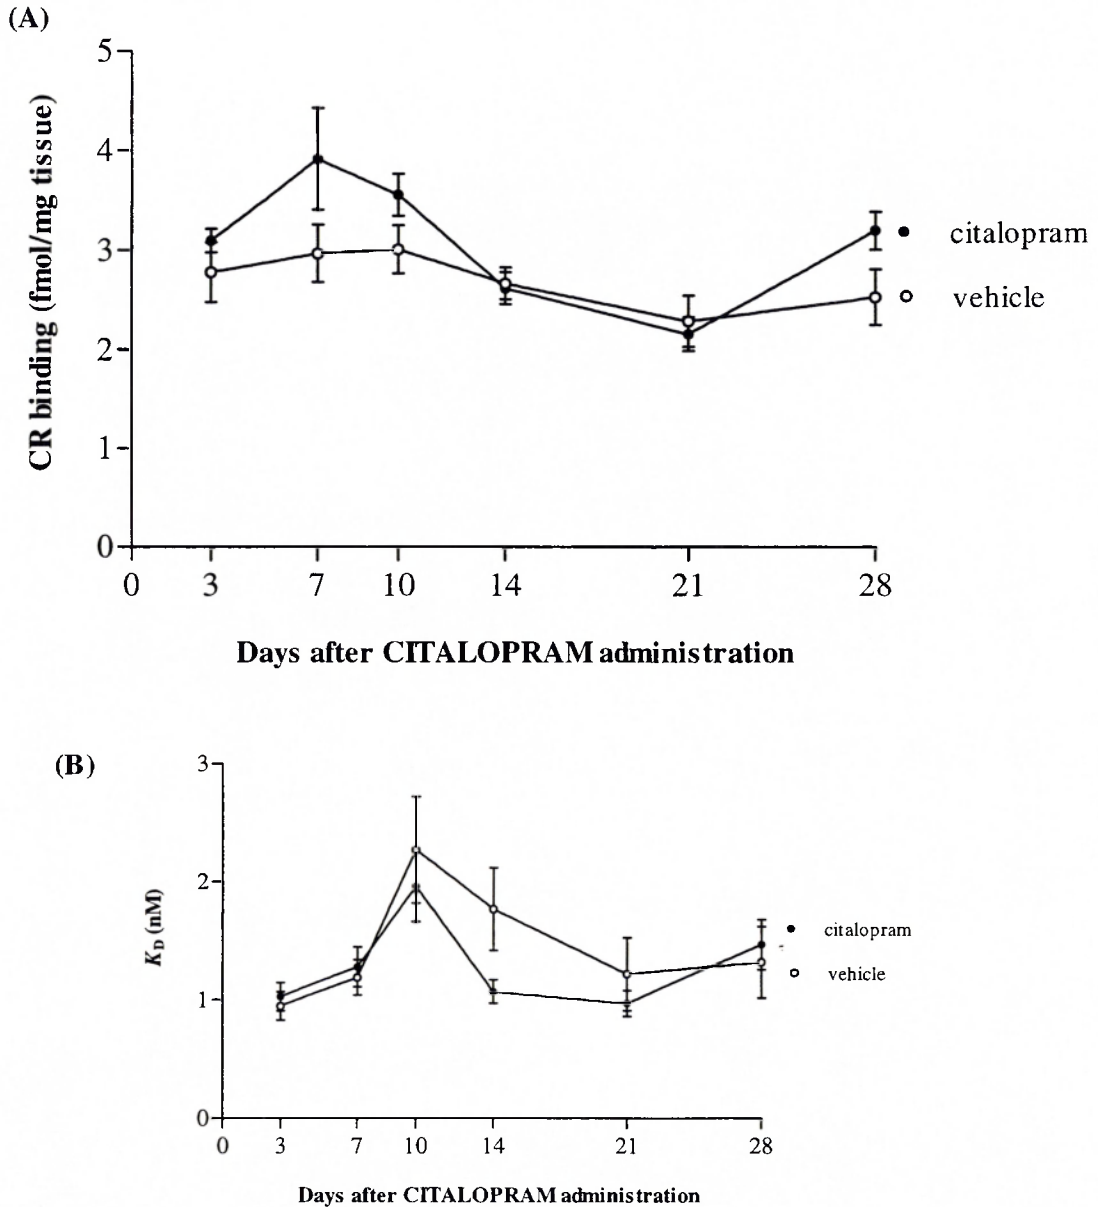 (A)
5
4
3
2
1
0
CR binding (fmol/mg tissue)
citalopram
vehicle
0 3 7 10 14 21 28
Days after CITALOPRAM administration
(B)
3
2
1
0
KD (nM)
citalopram
vehicle
0 3 7 10 14 21 28
Days after CITALOPRAM administration